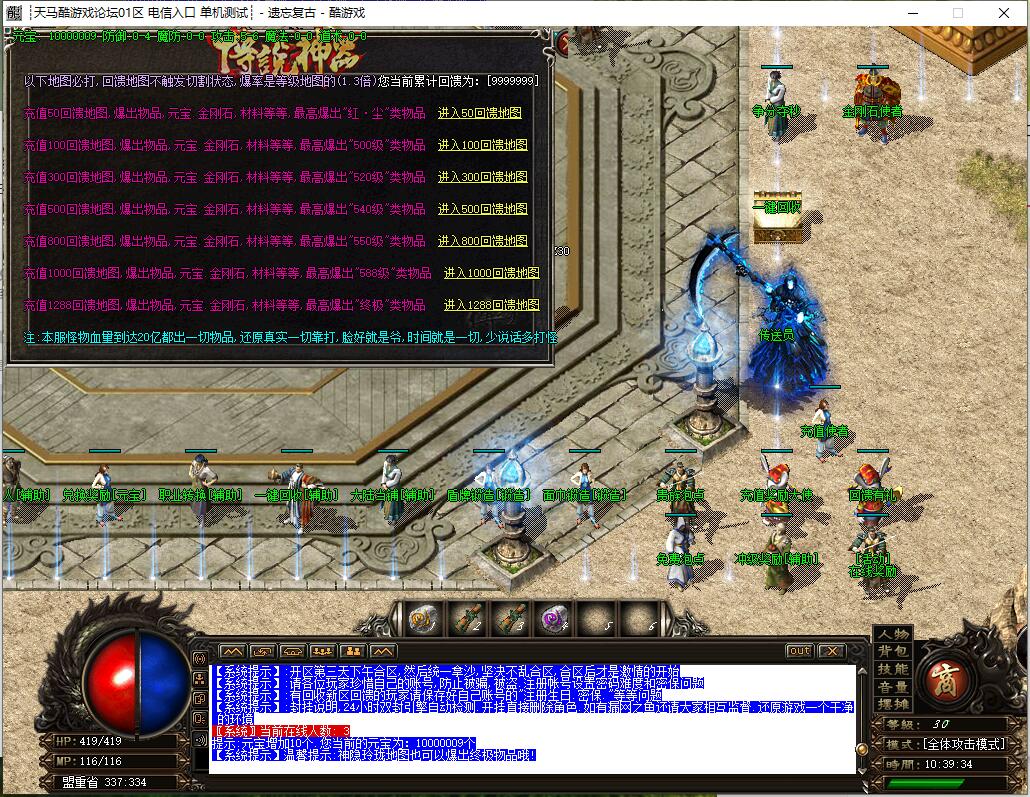 天马酷游戏论坛01区 电信入口 单机测试 - 遗忘复古 - 酷游戏
元宝 10000009 防御:0-4 魔防:0-0 攻击:5-6 魔法:0-0 道术:0-0
传说神器
以下地图必打,回馈地图不触发切割状态,爆率是等级地图的(1.3倍)您当前累计回馈为:[9999999]
充值50回馈地图,爆出物品,元宝.金刚石,材料等等,最高爆出"红·尘"类物品 进入50回馈地图
充值100回馈地图,爆出物品,元宝.金刚石,材料等等,最高爆出"500级"类物品 进入100回馈地图
充值300回馈地图,爆出物品,元宝.金刚石,材料等等,最高爆出"520级"类物品 进入300回馈地图
充值500回馈地图,爆出物品,元宝.金刚石,材料等等,最高爆出"540级"类物品 进入500回馈地图
充值800回馈地图,爆出物品,元宝.金刚石,材料等等,最高爆出"550级"类物品 进入800回馈地图
充值1000回馈地图,爆出物品,元宝.金刚石,材料等等,最高爆出"588级"类物品 进入1000回馈地图
充值1288回馈地图,爆出物品,元宝.金刚石,材料等等,最高爆出"终极"类物品 进入1288回馈地图
注:本服怪物血量到达20亿都出一切物品,还原真实一切靠打,脸好就是爷,时间就是一切,少说话多打怪
:30
争分夺秒
金刚石使者
一键回收
传送员
充值使者
人[辅助] 兑换奖励[元宝] 职业转换[辅助] 一键回收[辅助] 大陆当铺[辅助] 盾牌锻造[锻造] 面巾锻造[锻造] 贵族泡点 充值奖励大使 回馈有礼
免费泡点 冲级奖励[辅助] [活动]
在线奖励
1 2 3 4 5 6
out X
【系统提示】开区第三天下午合区,然后统一拿沙,坚决不乱合区,合区后才是激情的开始
【系统提示】请各位玩家珍惜自己的账号,防止被骗,被盗,注册账号设置密码难度和密保问题
【系统提示】有回收新区回馈的玩家请保存好自己账号的"注册生日.密保."等等问题
【系统提示】封挂说明,24小时双封引擎自动检测,开挂直接删除角色,如有漏网之鱼还请大家相互监督,还原游戏一个干净
的环境
【系统】当前在线人数: 3
提示:元宝增加10个,您当前的元宝为: 10000009个
【系统提示】温馨提示:神隐玲珑地图也可以爆出终极物品哦!
人物
背包
技能
音量
摆摊
商
HP: 419/419
MP: 116/116
盟重省 337:334
等級: 30
模式:[全体攻击模式]
時間: 10:39:34